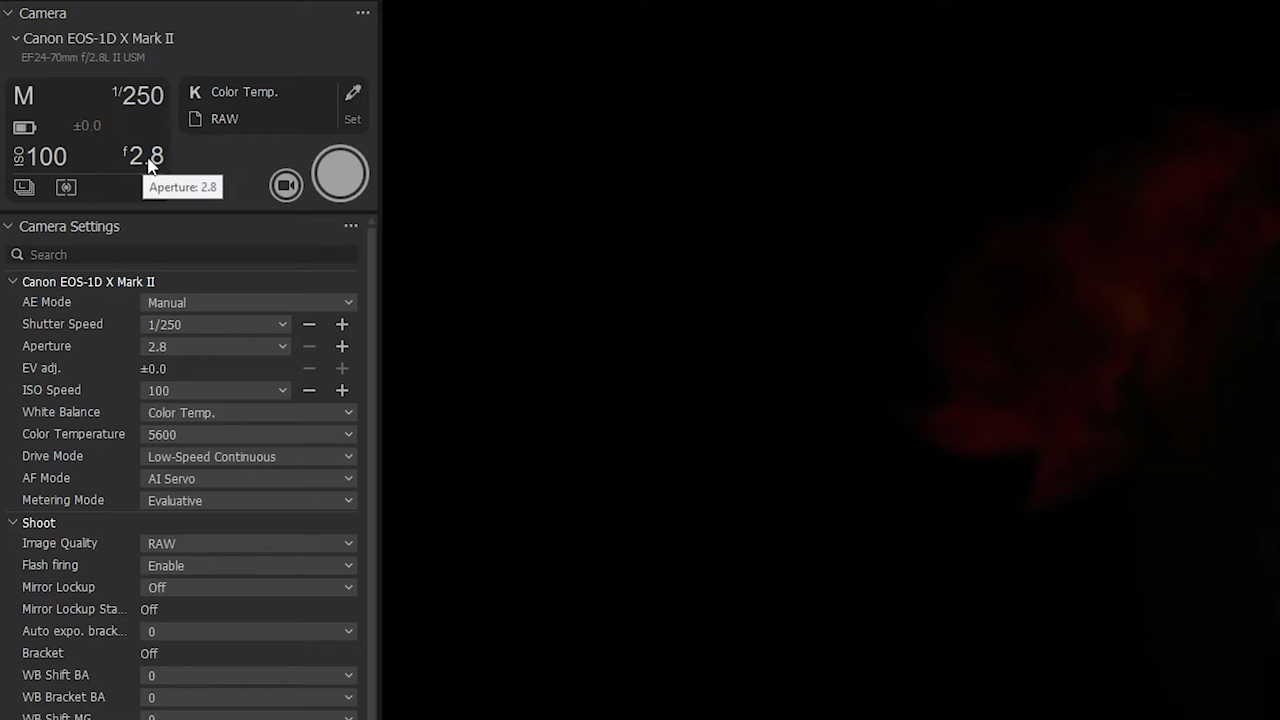 Camera
Canon EOS-1D X Mark II
EF24-70mm f/2.8L II USM
M 1/250
±0.0
ISO 100 f 2.8
K Color Temp.
RAW
Set
Aperture: 2.8
Camera Settings
Search
Canon EOS-1D X Mark II
AE Mode Manual
Shutter Speed 1/250
Aperture 2.8
EV adj. ±0.0
ISO Speed 100
White Balance Color Temp.
Color Temperature 5600
Drive Mode Low-Speed Continuous
AF Mode AI Servo
Metering Mode Evaluative
Shoot
Image Quality RAW
Flash firing Enable
Mirror Lockup Off
Mirror Lockup Sta... Off
Auto expo. brack... 0
Bracket Off
WB Shift BA 0
WB Bracket BA 0
WB Shift MG 0